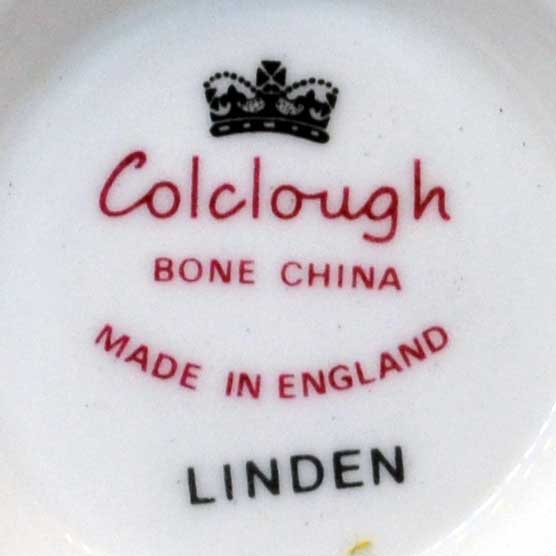 Colclough
BONE CHINA
MADE IN ENGLAND
LINDEN